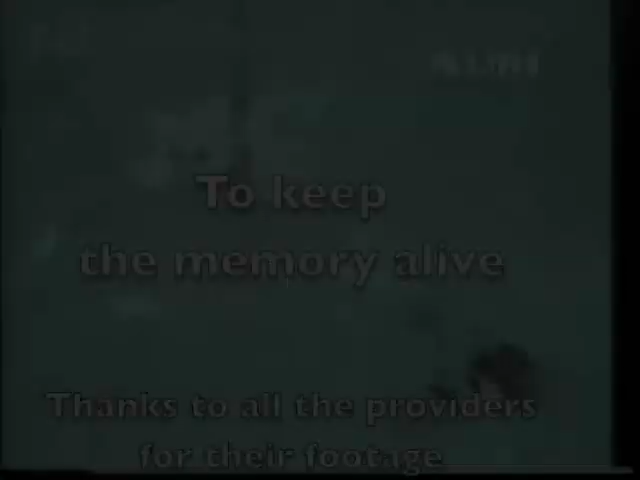 To keep
the memory alive
Thanks to all the providers
for their footage